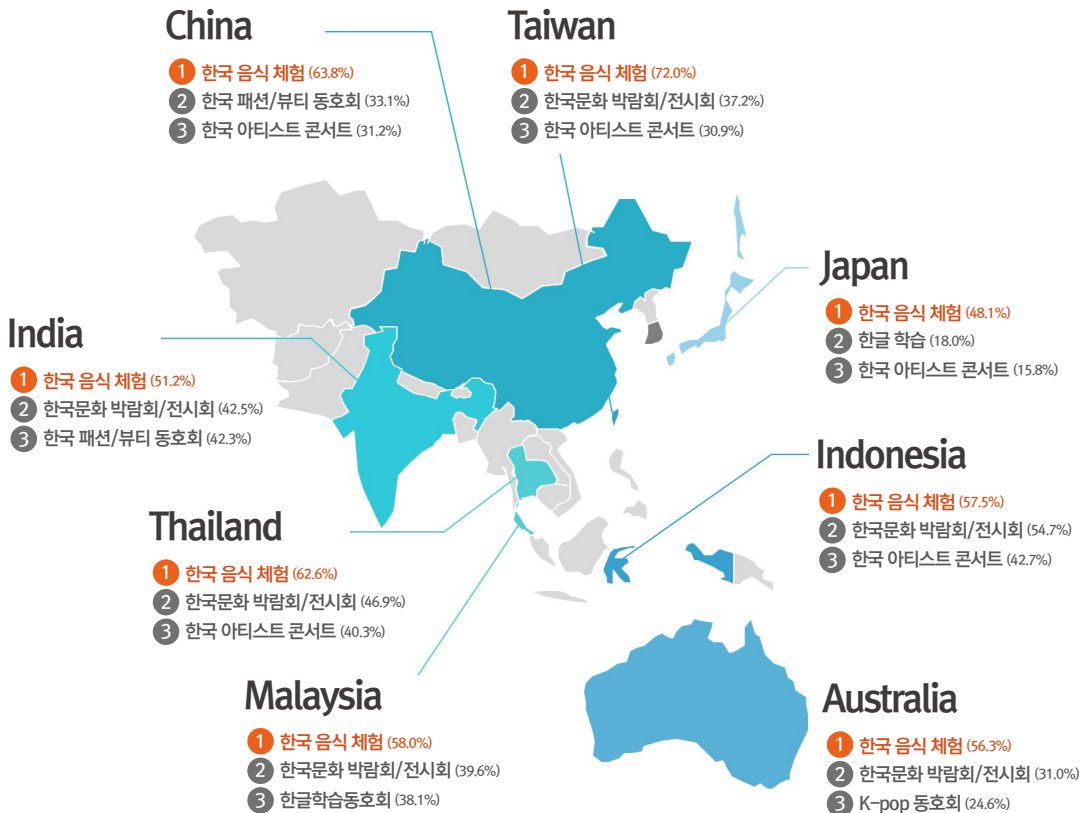 China
1 한국 음식 체험 (63.8%)
2 한국 패션/뷰티 동호회 (33.1%)
3 한국 아티스트 콘서트 (31.2%)
Taiwan
1 한국 음식 체험 (72.0%)
2 한국문화 박람회/전시회 (37.2%)
3 한국 아티스트 콘서트 (30.9%)
Japan
1 한국 음식 체험 (48.1%)
2 한글 학습 (18.0%)
3 한국 아티스트 콘서트 (15.8%)
India
1 한국 음식 체험 (51.2%)
2 한국문화 박람회/전시회 (42.5%)
3 한국 패션/뷰티 동호회 (42.3%)
Indonesia
1 한국 음식 체험 (57.5%)
2 한국문화 박람회/전시회 (54.7%)
3 한국 아티스트 콘서트 (42.7%)
Thailand
1 한국 음식 체험 (62.6%)
2 한국문화 박람회/전시회 (46.9%)
3 한국 아티스트 콘서트 (40.3%)
Malaysia
1 한국 음식 체험 (58.0%)
2 한국문화 박람회/전시회 (39.6%)
3 한글학습동호회 (38.1%)
Australia
1 한국 음식 체험 (56.3%)
2 한국문화 박람회/전시회 (31.0%)
3 K-pop 동호회 (24.6%)